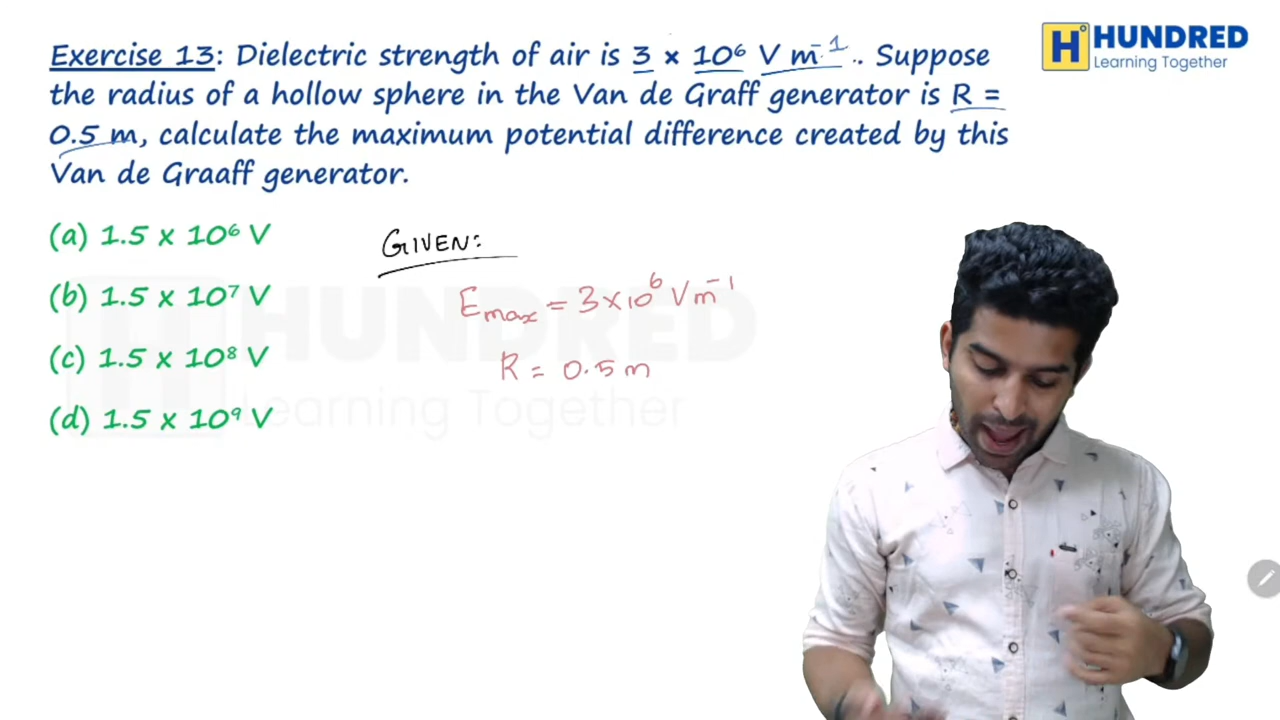 Exercise 13: Dielectric strength of air is 3 × 10⁶ V m⁻¹.. Suppose
the radius of a hollow sphere in the Van de Graff generator is R =
0.5 m, calculate the maximum potential difference created by this
Van de Graaff generator.
H HUNDRED
Learning Together
(a) 1.5 x 10⁶ V
(b) 1.5 x 10⁷ V
(c) 1.5 x 10⁸ V
(d) 1.5 x 10⁹ V
GIVEN:
Emax = 3×10⁶ Vm⁻¹
R = 0.5 m
HUNDRED
Learning Together